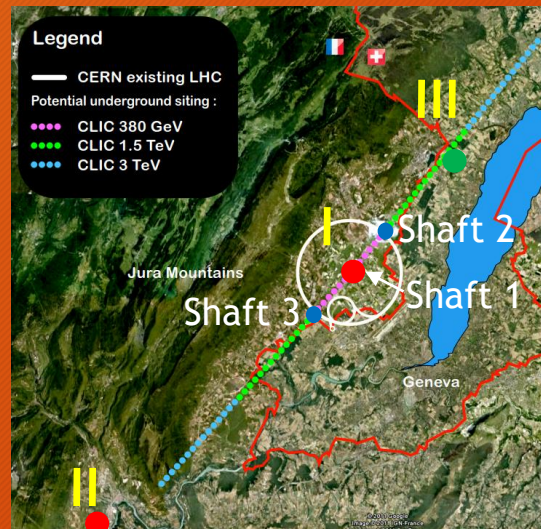 Legend
CERN existing LHC
Potential underground siting :
CLIC 380 GeV
CLIC 1.5 TeV
CLIC 3 TeV
III
I
Shaft 2
Jura Mountains
Shaft 1
Shaft 3
Geneva
II